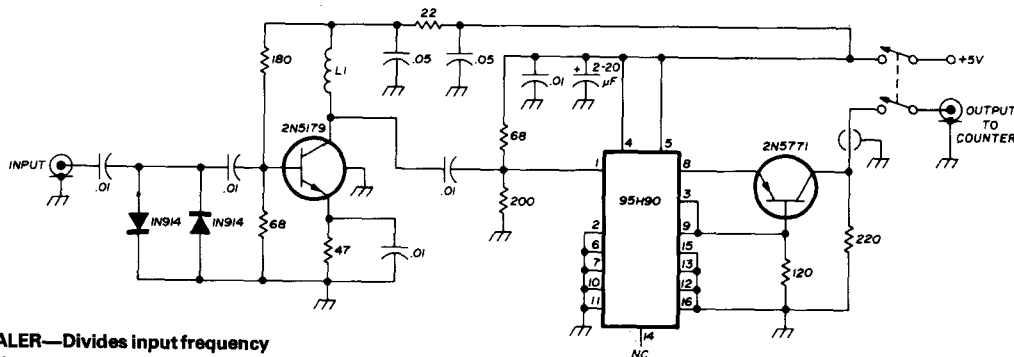 22
180
L1
.05
.05
.01
+
2-20
µF
+5V
OUTPUT
TO
COUNTER
2N5179
68
4
5
2N5771
INPUT
.01
.01
.01
1
8
200
95H90
3
1N914
1N914
68
47
.01
2
9
6
15
220
7
13
120
10
12
11
16
14
NC
ALER—Divides input frequency